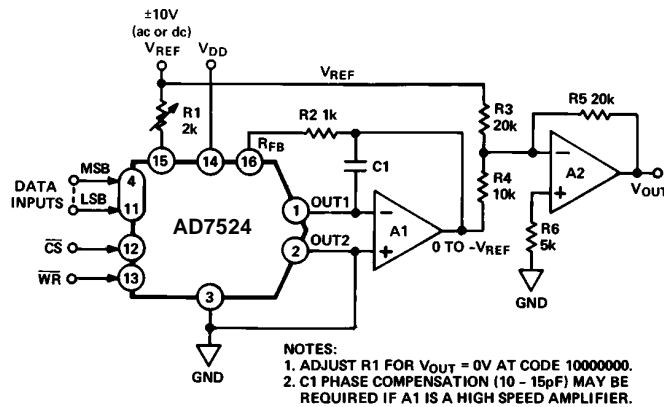 ±10V
(ac or dc)
VREF
VDD
VREF
R1
2k
R2 1k
RFB
C1
R3
20k
R4
10k
R5 20k
A2
VOUT
R6
5k
GND
15
14
16
MSB
4
DATA
INPUTS
LSB
11
AD7524
1
OUT1
2
OUT2
A1
0 TO -VREF
CS
12
WR
13
3
GND
NOTES:
1. ADJUST R1 FOR VOUT = 0V AT CODE 10000000.
2. C1 PHASE COMPENSATION (10 – 15pF) MAY BE
REQUIRED IF A1 IS A HIGH SPEED AMPLIFIER.